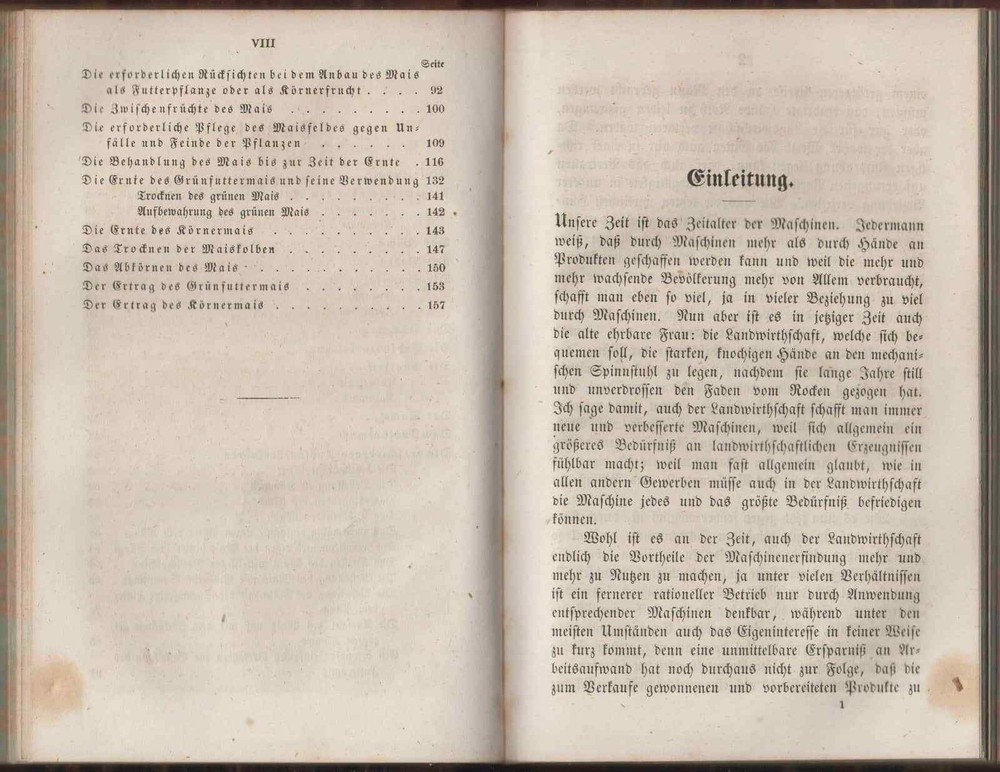 VIII
Seite
Die erforderlichen Rücksichten bei dem Anbau des Mais
als Futterpflanze oder als Körnerfrucht . . . . 92
Die Zwischenfrüchte des Mais . . . . . . . . 100
Die erforderliche Pflege des Maisfeldes gegen Un-
fälle und Feinde der Pflanzen . . . . . . 109
Die Behandlung des Mais bis zur Zeit der Ernte . 116
Die Ernte des Grünfuttermais und seine Verwendung 132
Trocknen des grünen Mais . . . . . . . . . 141
Aufbewahrung des grünen Mais . . . . . . . 142
Die Ernte des Körnermais . . . . . . . . . . 143
Das Trocknen der Maiskolben . . . . . . . . 147
Das Abkörnen des Mais . . . . . . . . . . . 150
Der Ertrag des Grünfuttermais . . . . . . . . 153
Der Ertrag des Körnermais . . . . . . . . . . 157
Einleitung.
Unsere Zeit ist das Zeitalter der Maschinen. Jedermann
weiß, daß durch Maschinen mehr als durch Hände an
Produkten geschaffen werden kann und weil die mehr und
mehr wachsende Bevölkerung mehr von Allem verbraucht,
schafft man eben so viel, ja in vieler Beziehung zu viel
durch Maschinen. Nun aber ist es in jetziger Zeit auch
die alte ehrbare Frau: die Landwirthschaft, welche sich be-
quemen soll, die starken, knochigen Hände an den mechani-
schen Spinnstuhl zu legen, nachdem sie lange Jahre still
und unverdrossen den Faden vom Rocken gezogen hat.
Ich sage damit, auch der Landwirthschaft schafft man immer
neue und verbesserte Maschinen, weil sich allgemein ein
größeres Bedürfniß an landwirthschaftlichen Erzeugnissen
fühlbar macht; weil man fast allgemein glaubt, wie in
allen andern Gewerben müsse auch in der Landwirthschaft
die Maschine jedes und das größte Bedürfniß befriedigen
können.
Wohl ist es an der Zeit, auch der Landwirthschaft
endlich die Vortheile der Maschinenerfindung mehr und
mehr zu Nutzen zu machen, ja unter vielen Verhältnissen
ist ein fernerer rationeller Betrieb nur durch Anwendung
entsprechender Maschinen denkbar, während unter den
meisten Umständen auch das Eigeninteresse in keiner Weise
zu kurz kommt, denn eine unmittelbare Ersparniß an Ar-
beitsaufwand hat noch durchaus nicht zur Folge, daß die
zum Verkaufe gewonnenen und vorbereiteten Produkte zu
1